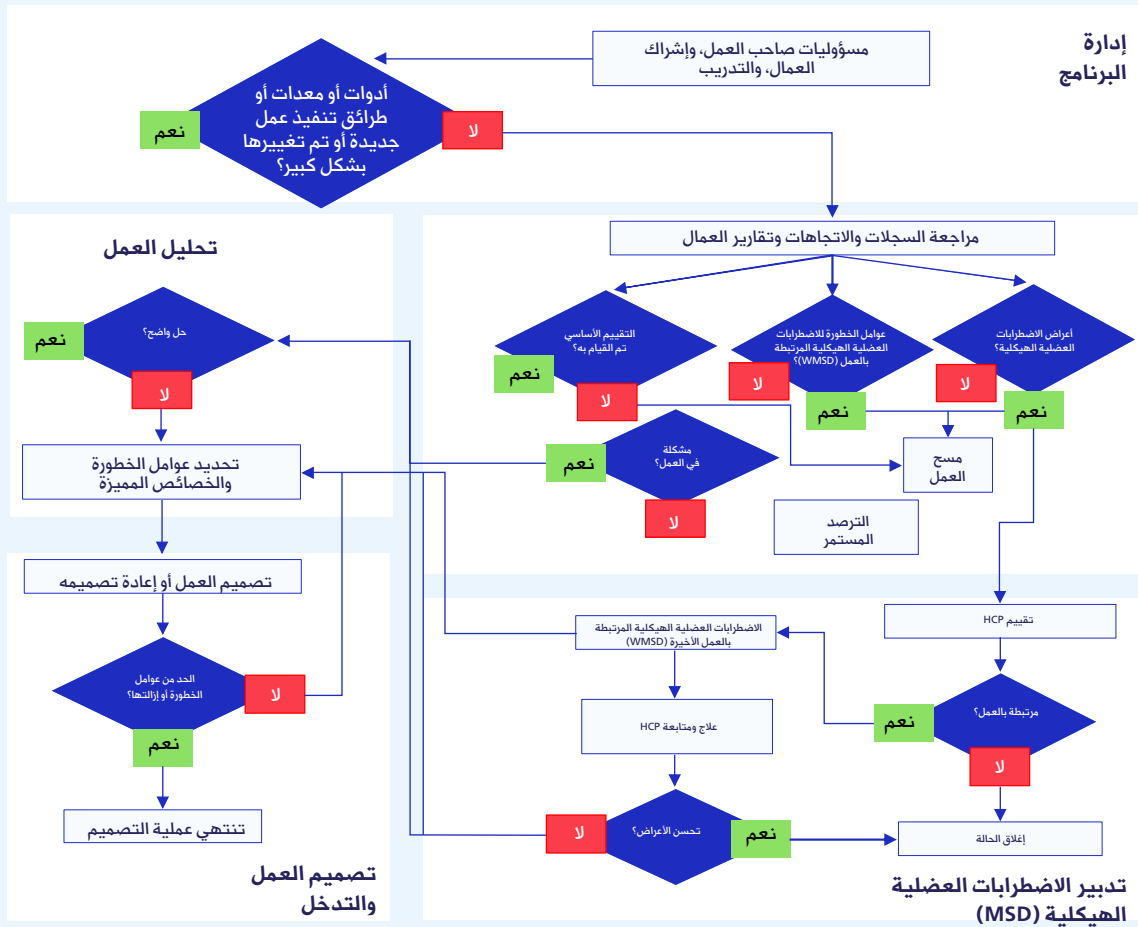 إدارة
البرنامج
مسؤوليات صاحب العمل، وإشراك
العمال، والتدريب
أدوات أو معدات أو
طرائق تنفيذ عمل
جديدة أو تم تغييرها
بشكل كبير؟
لا
نعم
مراجعة السجلات والاتجاهات وتقارير العمال
أعراض الاضطرابات
العضلية الهيكلية؟
لا
نعم
عوامل الخطورة للاضطرابات
العضلية الهيكلية المرتبطة
بالعمل (WMSD)؟
لا
نعم
التقييم الأساسي
تم القيام به؟
نعم
لا
مسح
العمل
مشكلة
في العمل؟
نعم
لا
الترصد
المستمر
تحليل العمل
حل واضح؟
نعم
لا
تحديد عوامل الخطورة
والخصائص المميزة
تصميم العمل أو إعادة تصميمه
الحد من عوامل
الخطورة أو إزالتها؟
لا
نعم
تنتهي عملية التصميم
تصميم العمل
والتدخل
تقييم HCP
مرتبطة بالعمل؟
نعم
لا
إغلاق الحالة
الاضطرابات العضلية الهيكلية المرتبطة
بالعمل الأخيرة (WMSD)
علاج ومتابعة HCP
تحسن الأعراض؟
نعم
لا
تدبير الاضطرابات العضلية
الهيكلية (MSD)